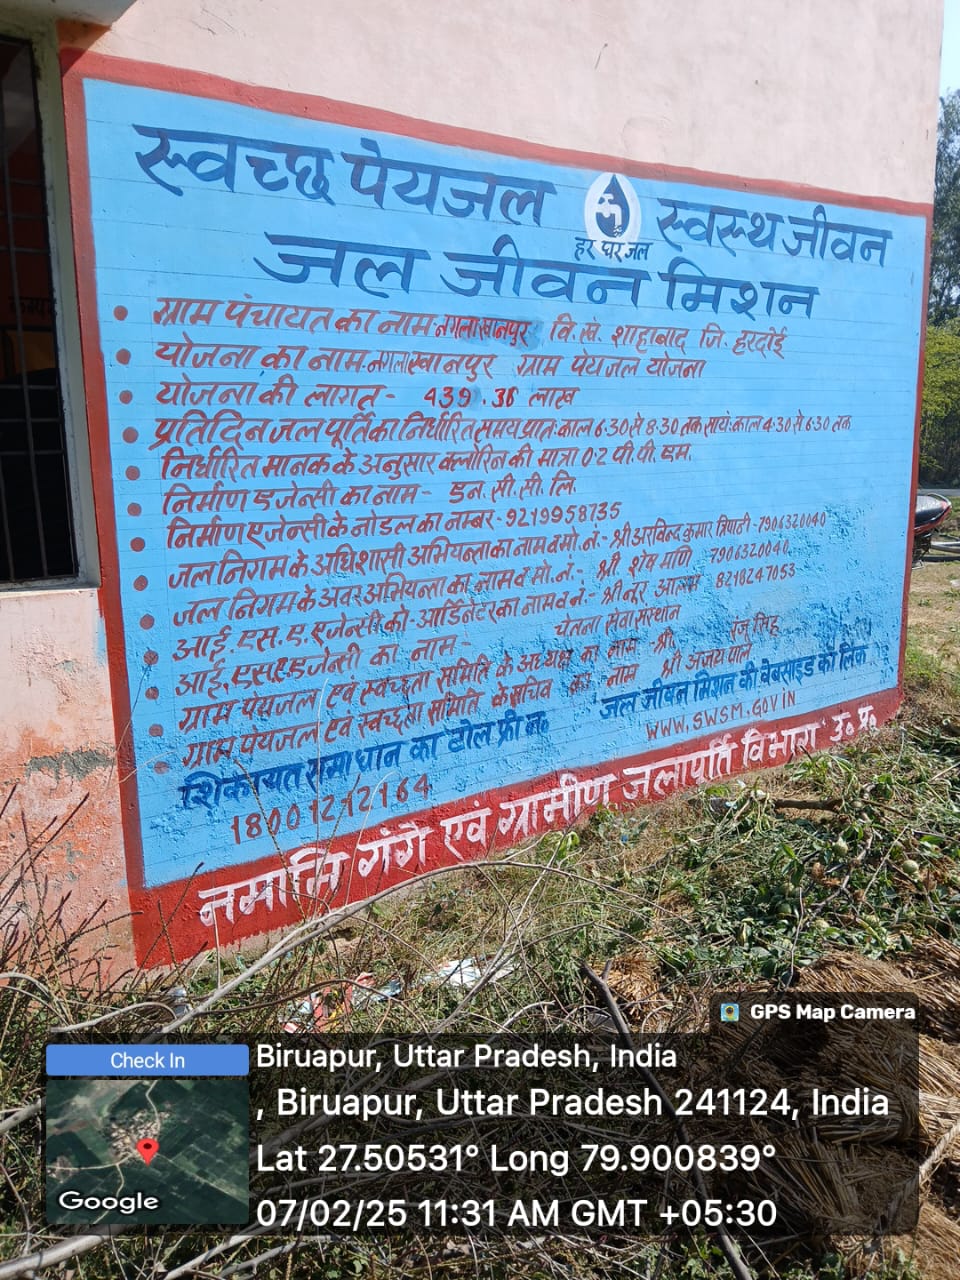 स्वच्छ पेयजल स्वस्थ जीवन
हर घर जल
जल जीवन मिशन
ग्राम पंचायत का नाम-नगलाखानपुर वि.खं. शाहाबाद जि. हरदोई
योजना का नाम-नगलाखानपुर ग्राम पेयजल योजना
योजना की लागत- 439.38 लाख
प्रतिदिन जल पूर्ति का निर्धारित समय प्रातः काल 6.30 से 8.30 तक सायंःकाल 4.30 से 6.30 तक
निर्धारित मानक के अनुसार क्लोरिन की मात्रा 0.2 पी.पी.एम.
निर्माण एजेन्सी का नाम- एन.सी.सी.लि.
निर्माण एजेन्सी के नोडल का नम्बर-9219958735
जल निगम के अधिशासी अभियन्ता का नाम व मो.नं.- श्री अरविन्द कुमार त्रिपाठी-7906320040
जल निगम के अवर अभियन्ता का नाम व मो.नं.- श्री शेष मणि 7906320040
आई.एस.ए.एजेन्सी को-आर्डिनेटर का नाम व नं.- श्री नूर आलम 8218247053
आई.एस.ए.एजेन्सी का नाम- चेतना सेवा संस्थान
ग्राम पेयजल एवं स्वच्छता समिति के अध्यक्ष का नाम श्री. सिंह
ग्राम पेयजल एवं स्वच्छता समिति के सचिव का नाम श्री अजय पाल
शिकायत समाधान का टोल फ्री नं० जल जीवन मिशन की वेबसाइड का लिंक
18001212164 WWW.SWSM.GOV.IN
नमामि गंगे एवं ग्रामीण जलापूर्ति विभाग उ० प्र०
GPS Map Camera
Check In
Biruapur, Uttar Pradesh, India
, Biruapur, Uttar Pradesh 241124, India
Lat 27.50531° Long 79.900839°
07/02/25 11:31 AM GMT +05:30
Google